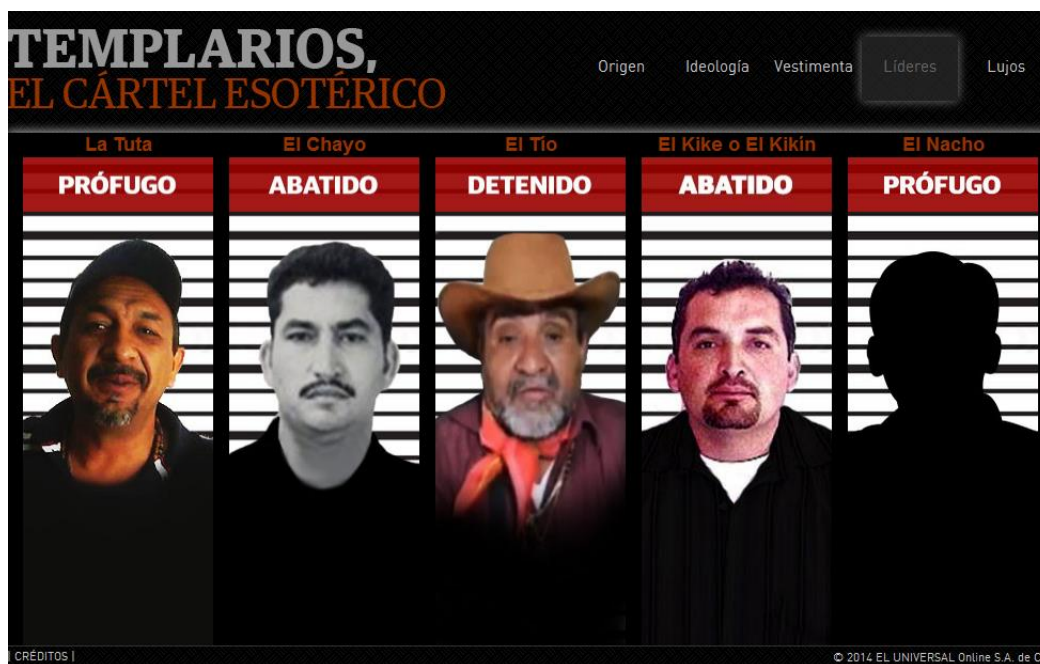 TEMPLARIOS,
EL CÁRTEL ESOTÉRICO
Origen Ideología Vestimenta Líderes Lujos
La Tuta El Chayo El Tío El Kike o El Kikín El Nacho
PRÓFUGO ABATIDO DETENIDO ABATIDO PRÓFUGO
| CRÉDITOS | © 2014 EL UNIVERSAL Online S.A. de